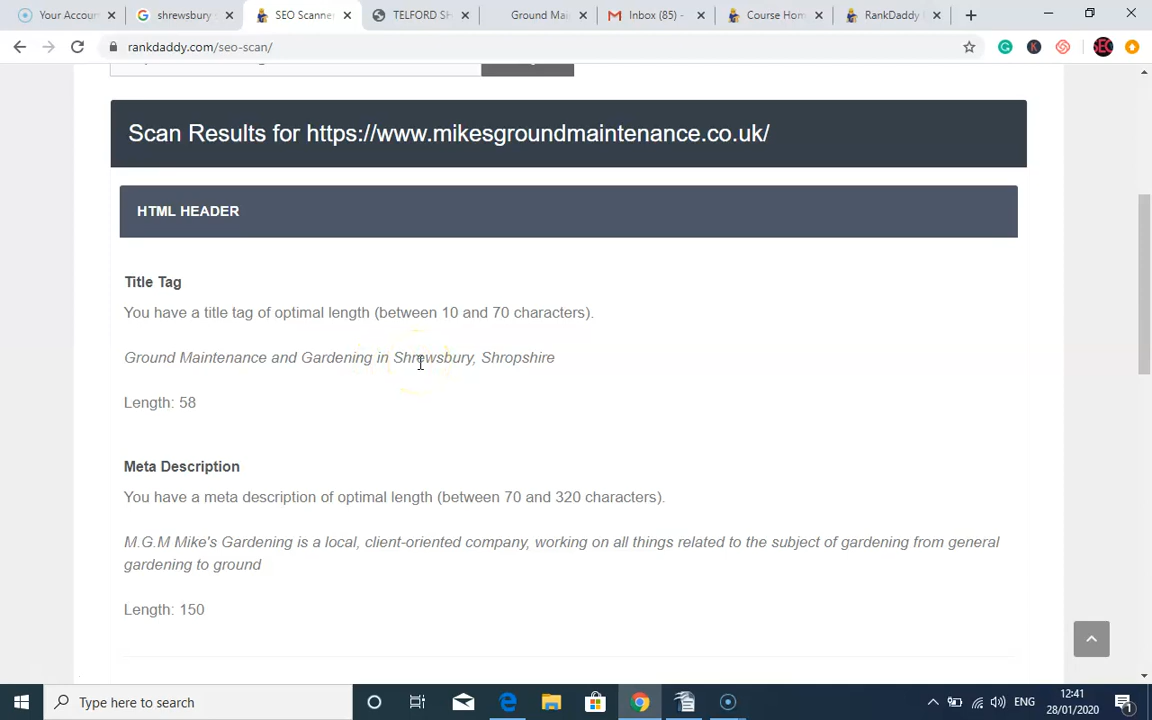 Your Accoun
shrewsbury
SEO Scanne
TELFORD SH
Ground Mai
Inbox (85) -
Course Hom
RankDaddy
rankdaddy.com/seo-scan/
Scan Results for https://www.mikesgroundmaintenance.co.uk/
HTML HEADER
Title Tag
You have a title tag of optimal length (between 10 and 70 characters).
Ground Maintenance and Gardening in Shrewsbury, Shropshire
Length: 58
Meta Description
You have a meta description of optimal length (between 70 and 320 characters).
M.G.M Mike's Gardening is a local, client-oriented company, working on all things related to the subject of gardening from general
gardening to ground
Length: 150
Type here to search
ENG
12:41
28/01/2020